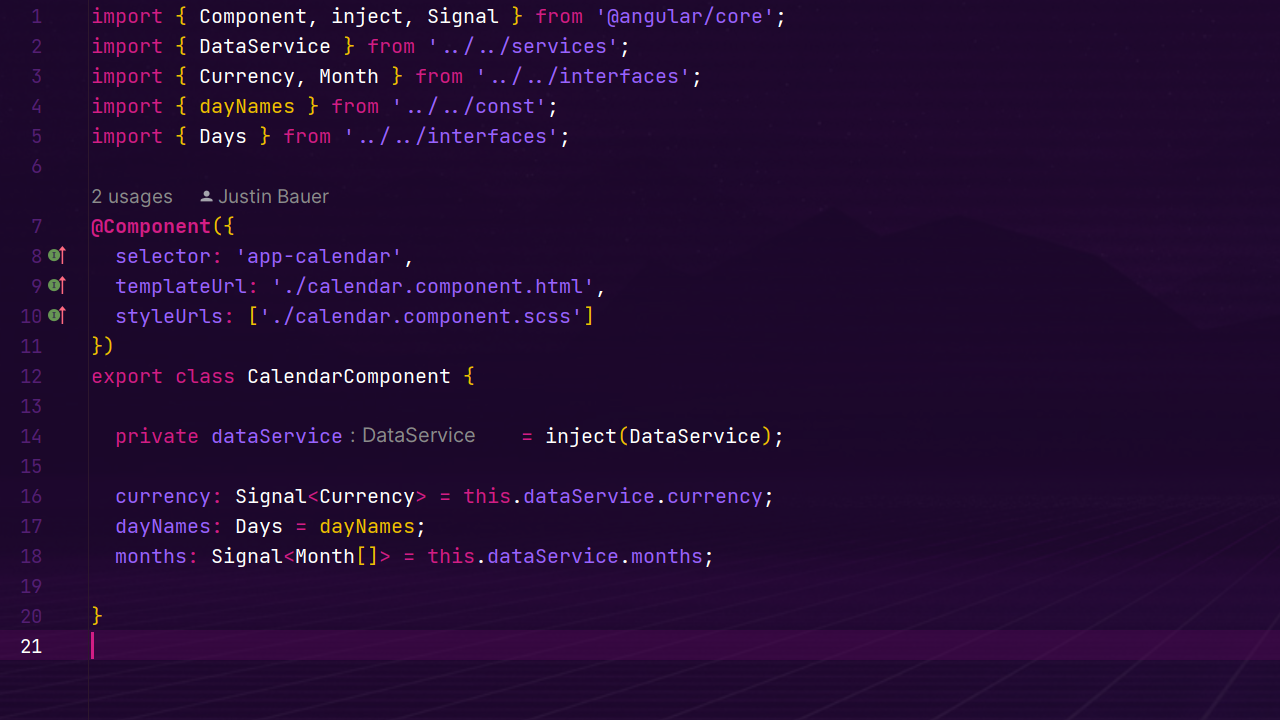 1 import { Component, inject, Signal } from '@angular/core';
2 import { DataService } from '../../services';
3 import { Currency, Month } from '../../interfaces';
4 import { dayNames } from '../../const';
5 import { Days } from '../../interfaces';
6
2 usages Justin Bauer
7 @Component({
8 selector: 'app-calendar',
9 templateUrl: './calendar.component.html',
10 styleUrls: ['./calendar.component.scss']
11 })
12 export class CalendarComponent {
13
14 private dataService : DataService = inject(DataService);
15
16 currency: Signal<Currency> = this.dataService.currency;
17 dayNames: Days = dayNames;
18 months: Signal<Month[]> = this.dataService.months;
19
20 }
21